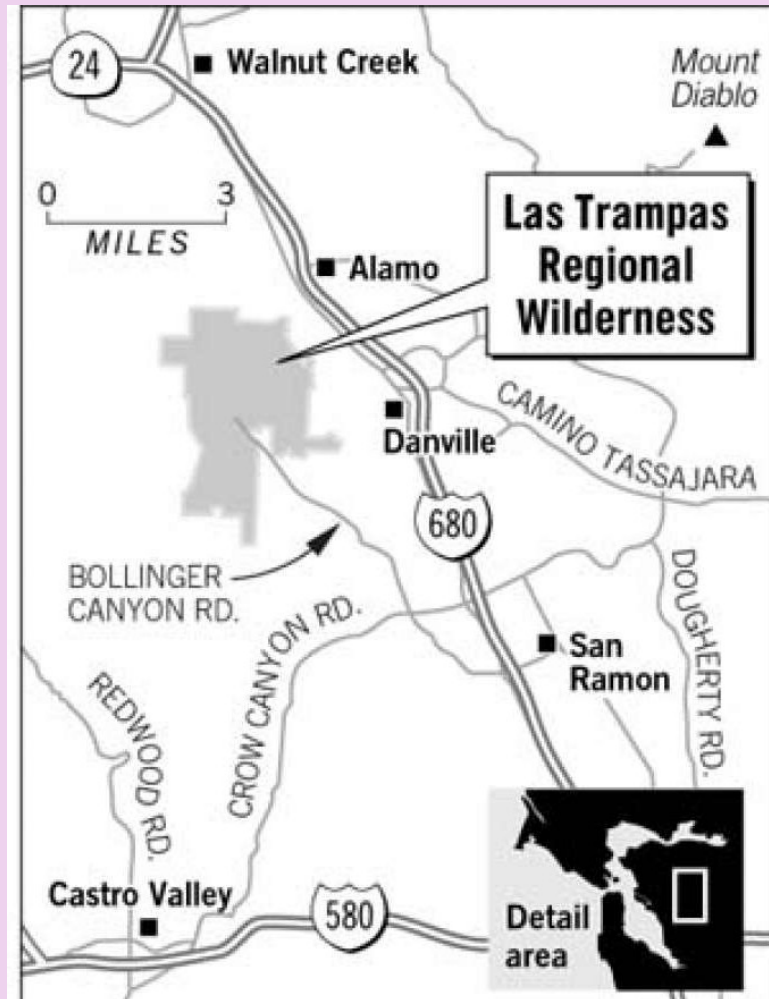 24
Walnut Creek
Mount
Diablo
0 3
MILES
Las Trampas
Regional
Wilderness
Alamo
Danville
CAMINO TASSAJARA
680
BOLLINGER
CANYON RD.
CROW CANYON RD.
DOUGHERTY RD.
San
Ramon
REDWOOD RD.
Castro Valley
580
Detail
area